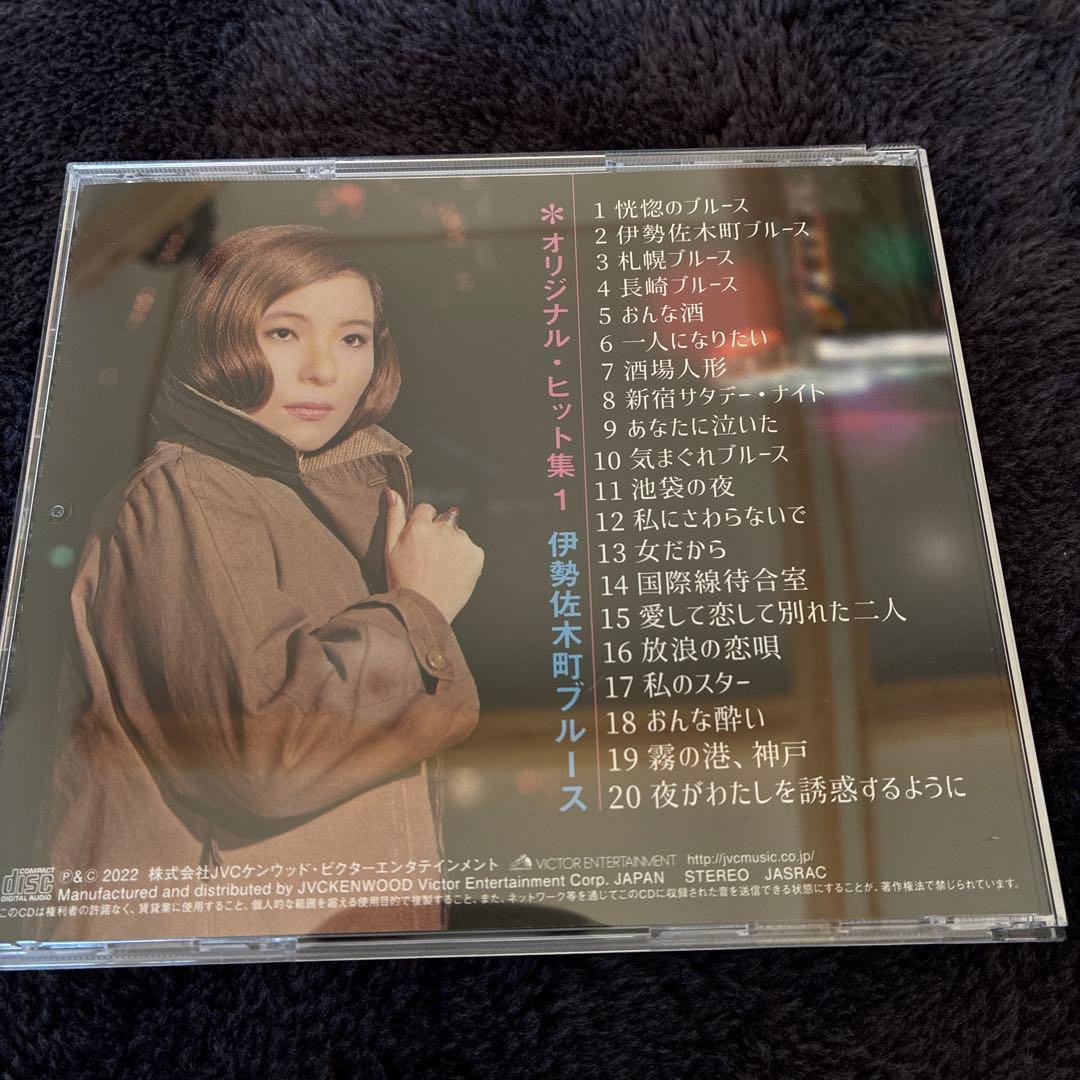 ＊オリジナル・ヒット集 1 伊勢佐木町ブルース
1 恍惚のブルース
2 伊勢佐木町ブルース
3 札幌ブルース
4 長崎ブルース
5 おんな酒
6 一人になりたい
7 酒場人形
8 新宿サタデー・ナイト
9 あなたに泣いた
10 気まぐれブルース
11 池袋の夜
12 私にさわらないで
13 女だから
14 国際線待合室
15 愛して恋して別れた二人
16 放浪の恋唄
17 私のスター
18 おんな酔い
19 霧の港、神戸
20 夜がわたしを誘惑するように
COMPACT disc DIGITAL AUDIO
Ⓟ&© 2022 株式会社JVCケンウッド・ビクターエンタテインメント VICTOR ENTERTAINMENT http://jvcmusic.co.jp/
Manufactured and distributed by JVCKENWOOD Victor Entertainment Corp. JAPAN STEREO JASRAC
このCDは権利者の許諾なく、賃貸業に使用すること、個人的な範囲を超える使用目的で複製すること、また、ネットワーク等を通じてこのCDに収録された音を送信できる状態にすることが、著作権法で禁じられています。